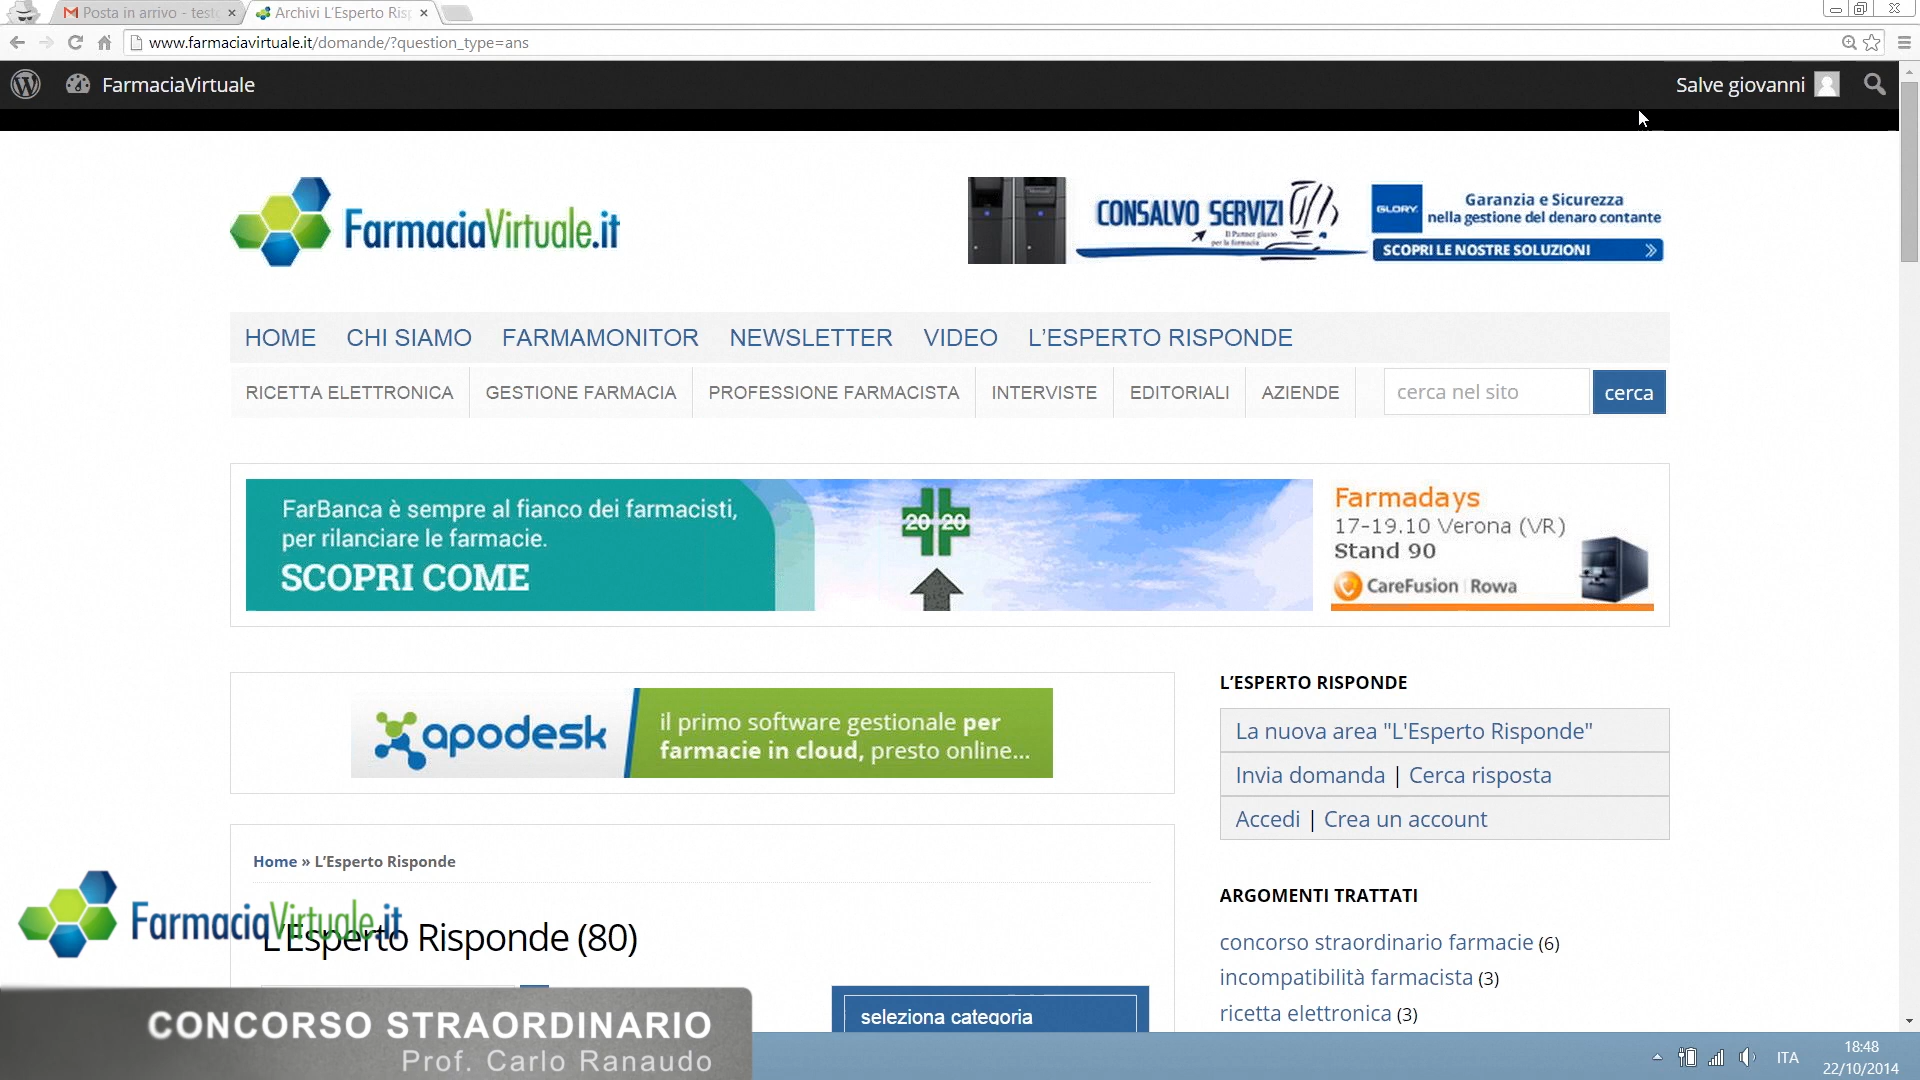 Posta in arrivo - test
Archivi L'Esperto Ris
www.farmaciavirtuale.it/domande/?question_type=ans
FarmaciaVirtuale
Salve giovanni
FarmaciaVirtuale.it
CONSALVO SERVIZI
Il Partner giusto
per la farmacia
GLORY
Garanzia e Sicurezza
nella gestione del denaro contante
SCOPRI LE NOSTRE SOLUZIONI
HOME CHI SIAMO FARMAMONITOR NEWSLETTER VIDEO L'ESPERTO RISPONDE
RICETTA ELETTRONICA GESTIONE FARMACIA PROFESSIONE FARMACISTA INTERVISTE EDITORIALI AZIENDE cerca nel sito cerca
FarBanca è sempre al fianco dei farmacisti,
per rilanciare le farmacie.
SCOPRI COME
20 20
Farmadays
17-19.10 Verona (VR)
Stand 90
CareFusion | Rowa
apodesk
il primo software gestionale per
farmacie in cloud, presto online...
L'ESPERTO RISPONDE
La nuova area "L'Esperto Risponde"
Invia domanda | Cerca risposta
Accedi | Crea un account
Home » L'Esperto Risponde
L'Esperto Risponde (80)
seleziona categoria
ARGOMENTI TRATTATI
concorso straordinario farmacie (6)
incompatibilità farmacista (3)
ricetta elettronica (3)
FarmaciaVirtuale.it
CONCORSO STRAORDINARIO
Prof. Carlo Ranaudo
ITA
18:48
22/10/2014